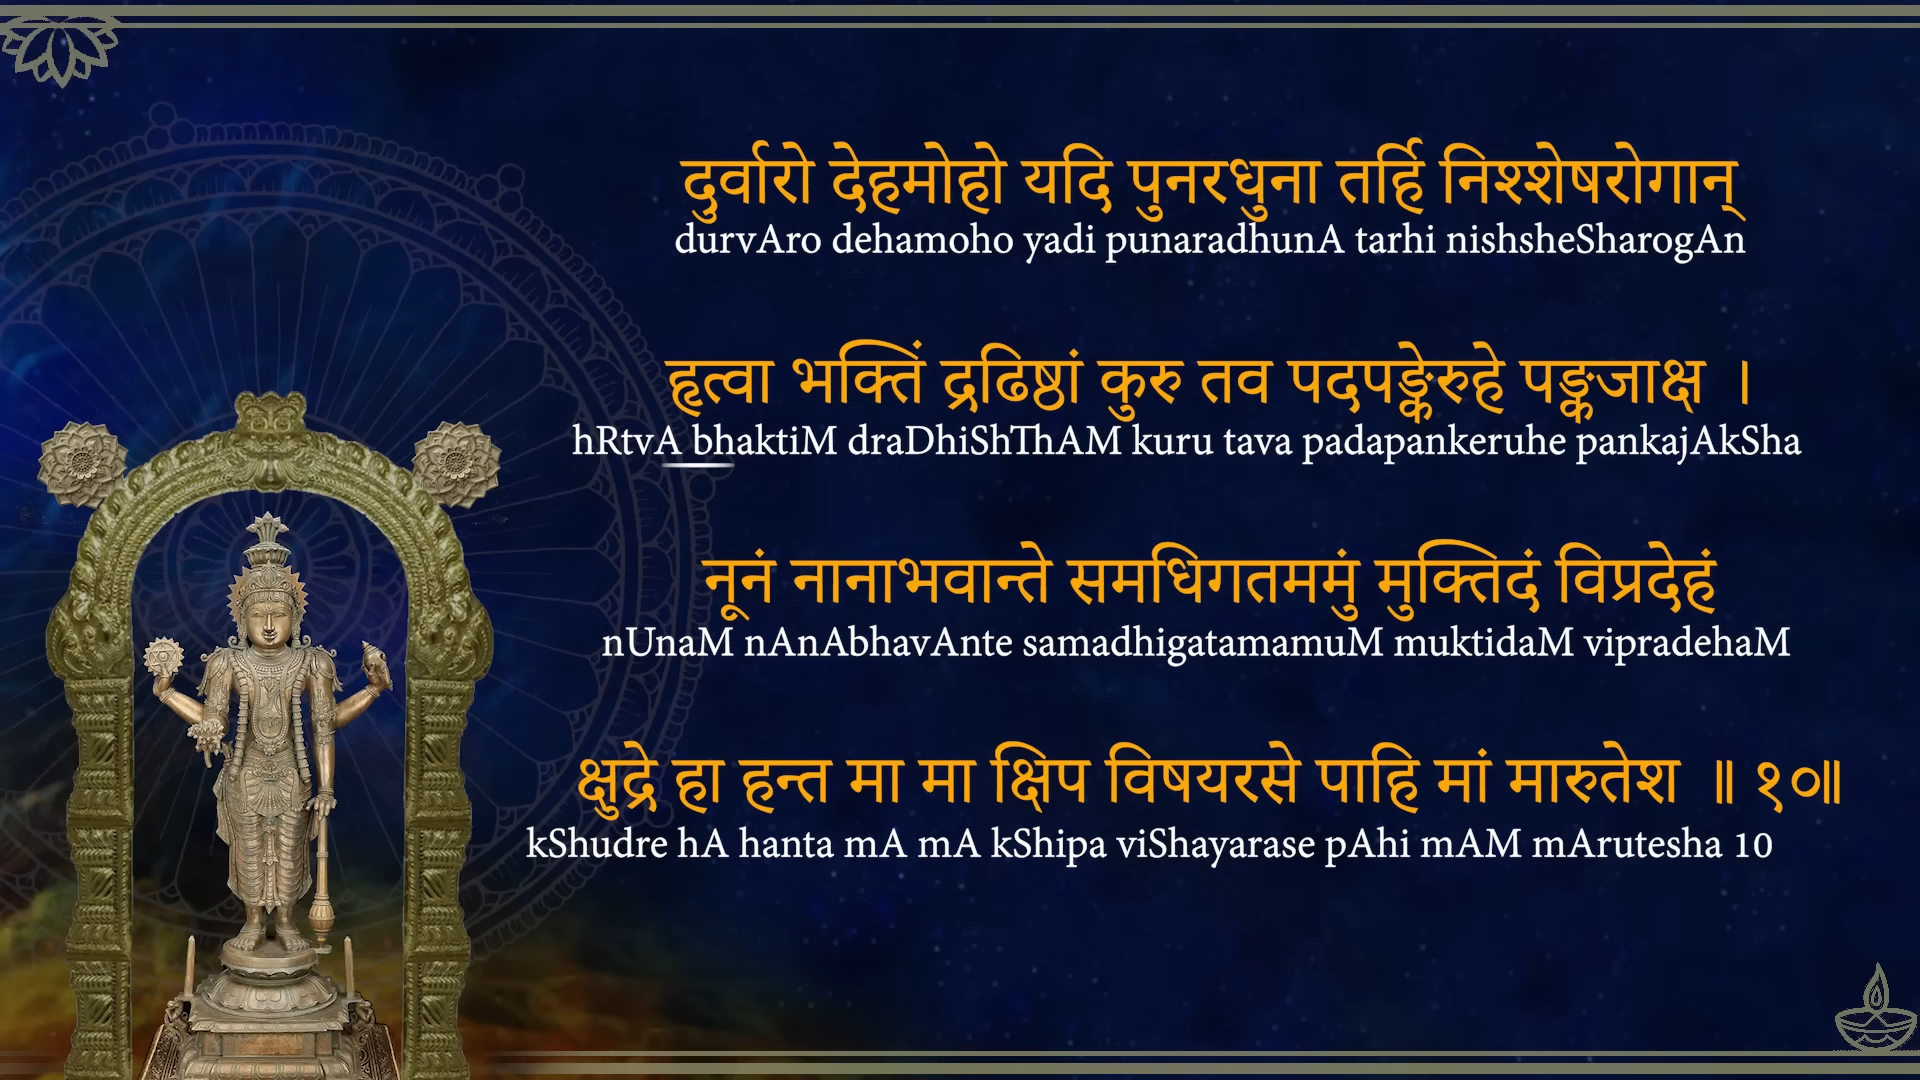 दुर्वारो देहमोहो यदि पुनरधुना तर्हि निश्शेषरोगान्
durvAro dehamoho yadi punaradhunA tarhi nishsheSharogAn
हृत्वा भक्तिं द्रढिष्ठां कुरु तव पदपङ्केरुहे पङ्कजाक्ष ।
hRtvA bhaktiM draDhiShThAM kuru tava padapankeruhe pankajAkSha
नूनं नानाभवान्ते समधिगतममुं मुक्तिदं विप्रदेहं
nUnaM nAnAbhavAnte samadhigatamamuM muktidaM vipradehaM
क्षुद्रे हा हन्त मा मा क्षिप विषयरसे पाहि मां मारुतेश ॥ १०॥
kShudre hA hanta mA mA kShipa viShayarase pAhi mAM mArutesha 10